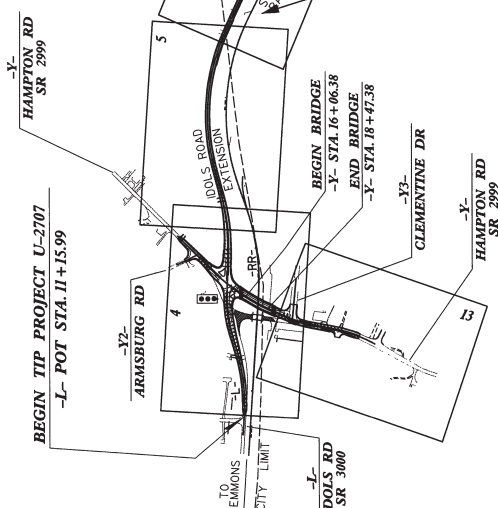 -Y-
HAMPTON RD
SR 2999
BEGIN TIP PROJECT U-2707
-L- POT STA. 11+15.99
-Y2-
ARMSBURG RD
5
IDOLS ROAD
EXTENSION
4
-RR-
-L-
BEGIN BRIDGE
-Y- STA. 16+06.38
END BRIDGE
-Y- STA. 18+47.38
-Y3-
CLEMENTINE DR
-Y-
HAMPTON RD
SR 2999
13
TO
EMMONS
CITY LIMIT
-L-
DOLS RD
SR 3000